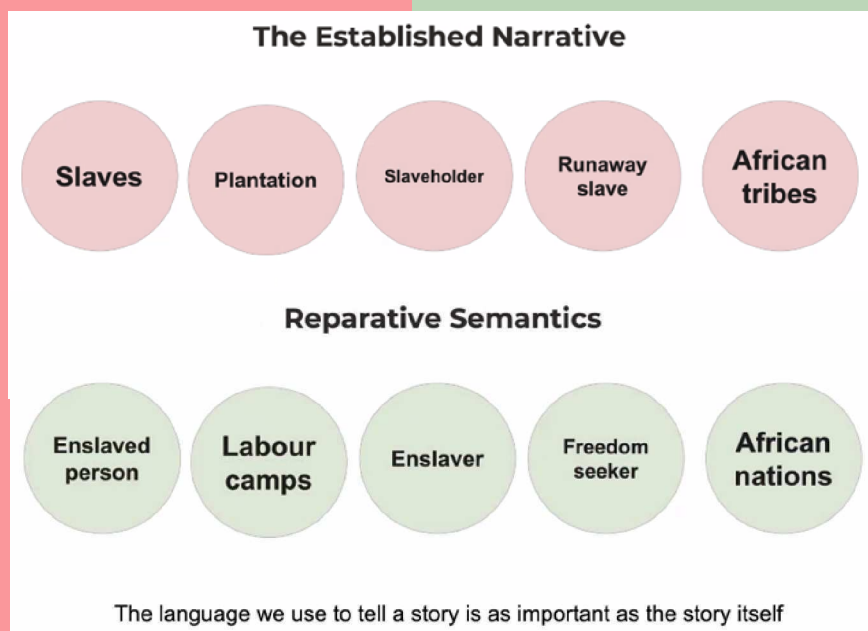 The Established Narrative
Slaves
Plantation
Slaveholder
Runaway
slave
African
tribes
Reparative Semantics
Enslaved
person
Labour
camps
Enslaver
Freedom
seeker
African
nations
The language we use to tell a story is as important as the story itself